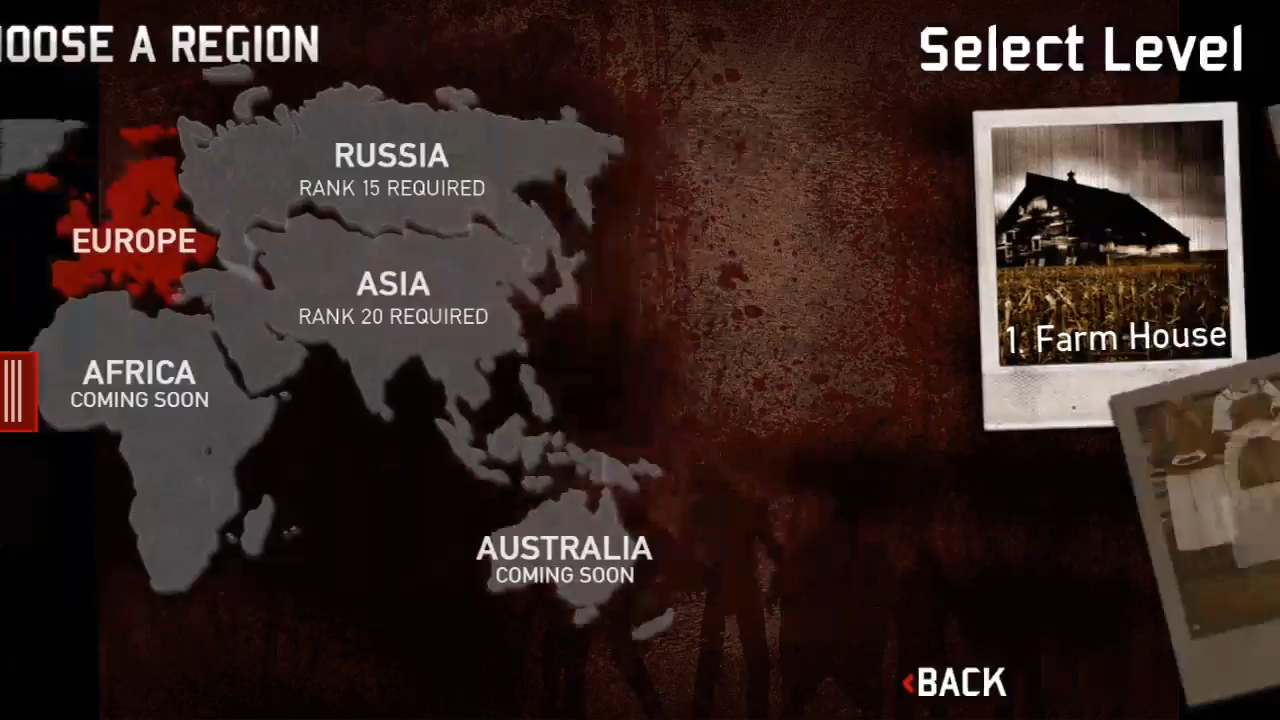 OOSE A REGION
Select Level
RUSSIA
RANK 15 REQUIRED
EUROPE
ASIA
RANK 20 REQUIRED
1. Farm House
AFRICA
COMING SOON
AUSTRALIA
COMING SOON
BACK